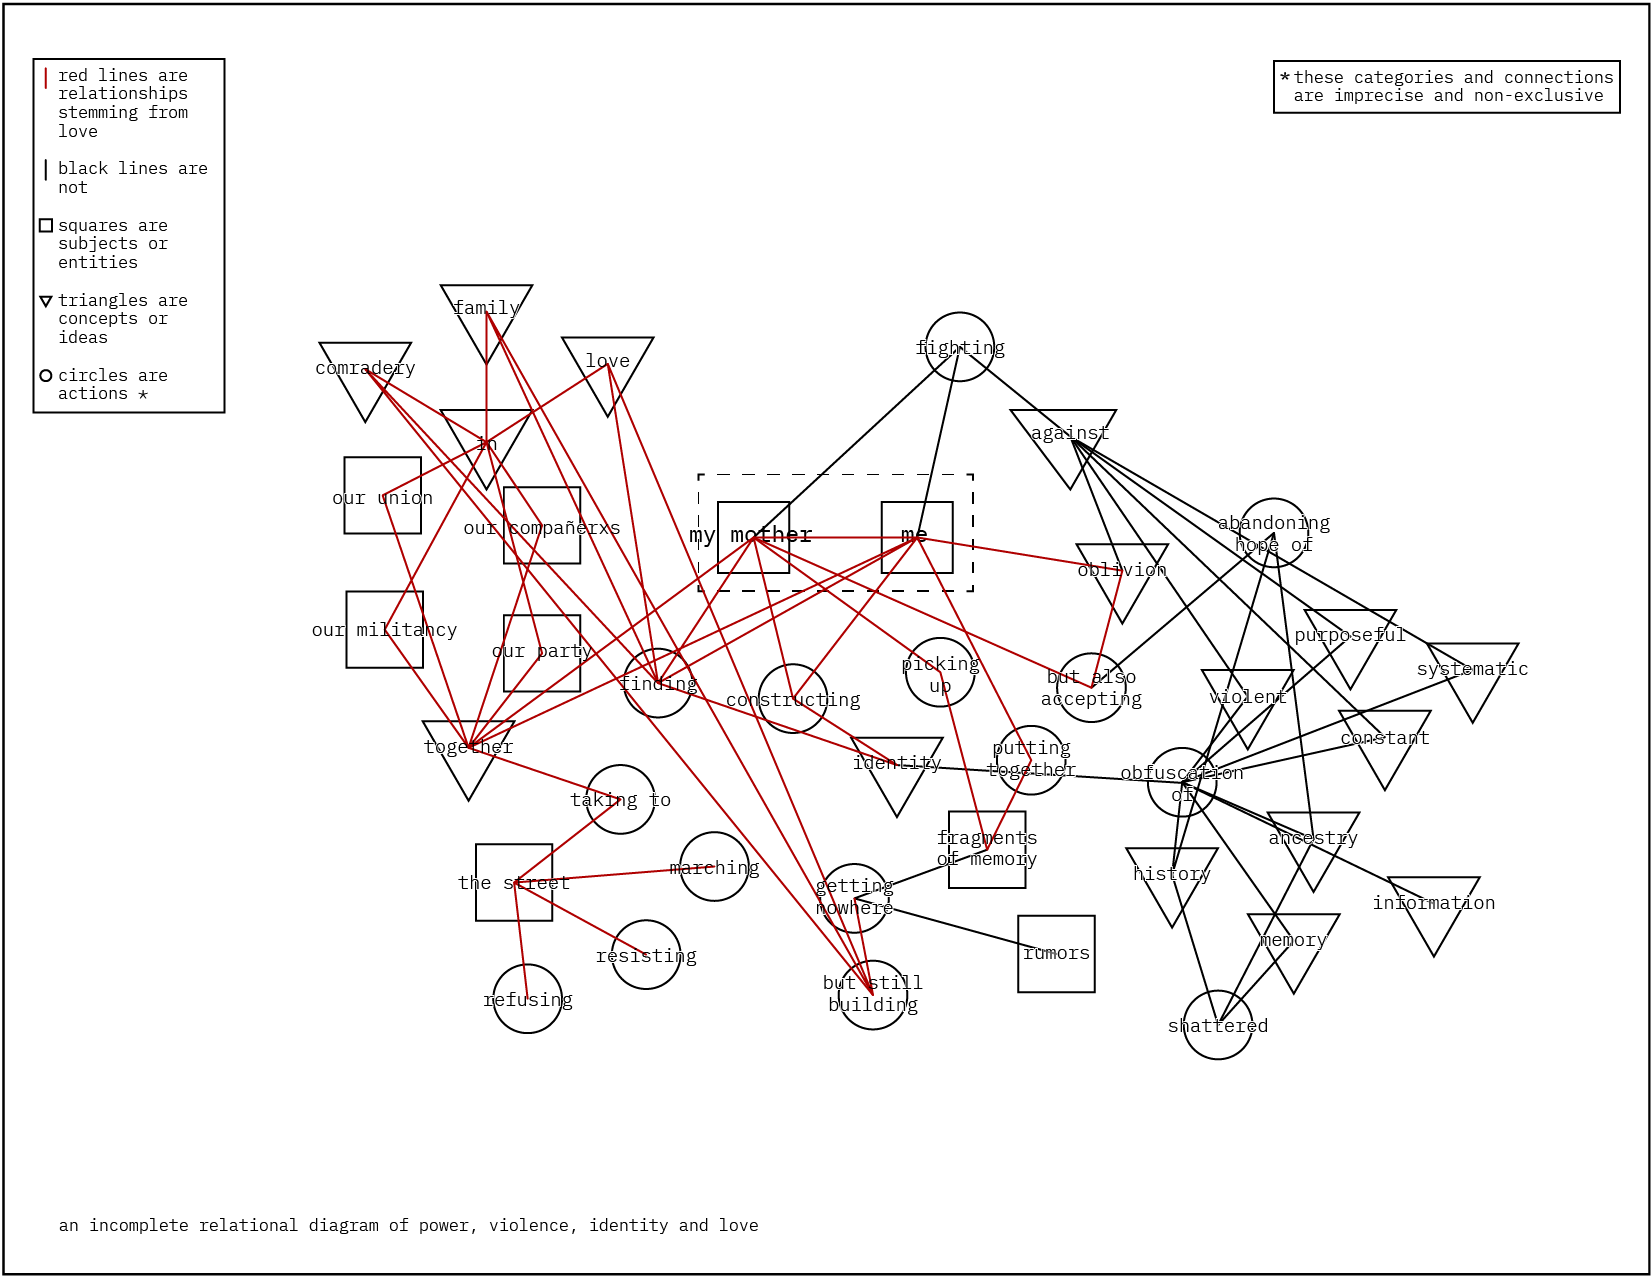 red lines are
relationships
stemming from
love
black lines are
not
squares are
subjects or
entities
triangles are
concepts or
ideas
circles are
actions *
*these categories and connections
are imprecise and non-exclusive
family
comradery
love
fighting
against
in
our union
our compañerxs
my mother
me
abandoning
hope of
oblivion
our militancy
our party
finding
constructing
picking
up
but also
accepting
purposeful
systematic
violent
constant
together
identity
putting
together
obfuscation
of
taking to
marching
the street
getting
nowhere
fragments
of memory
ancestry
history
information
memory
rumors
resisting
refusing
but still
building
shattered
an incomplete relational diagram of power, violence, identity and love